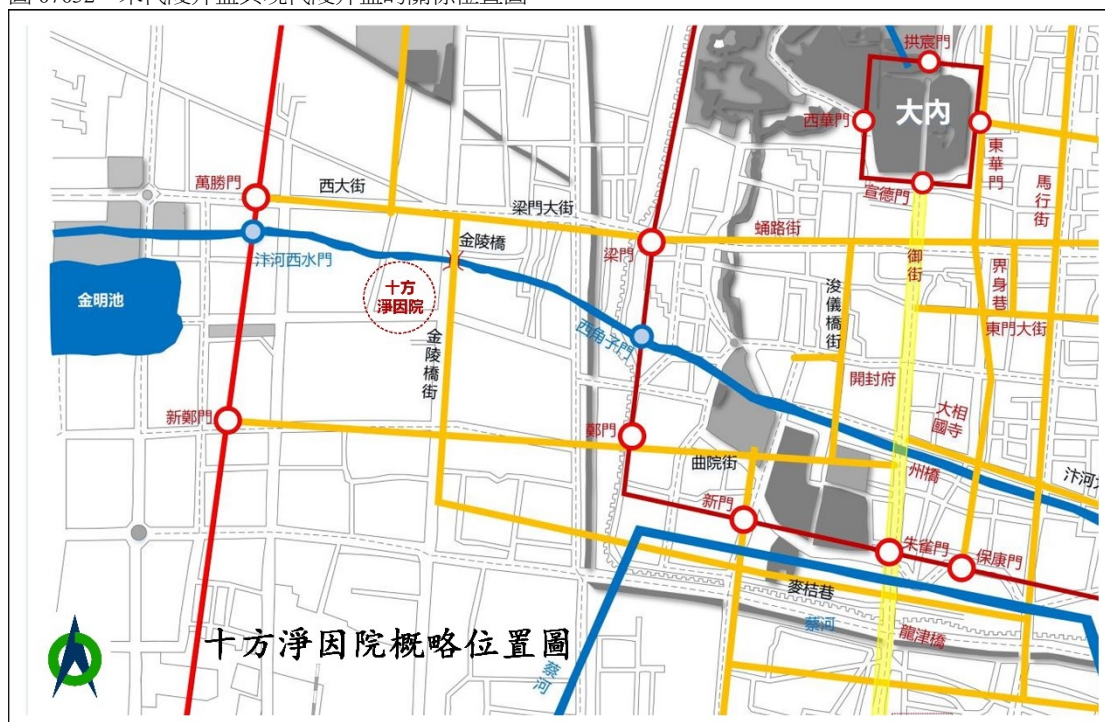 拱宸門
大內
西華門
東華門
馬行街
宣德門
萬勝門
西大街
梁門大街
蛹路街
金陵橋
梁門
御街
界身巷
汴河西水門
十方
淨因院
浚儀橋街
金明池
東門大街
西角子門
金陵橋街
開封府
大相
國寺
新鄭門
鄭門
曲院街
州橋
新門
朱雀門
保康門
麥秸巷
蔡河
龍津橋
十方淨因院概略位置圖
蔡河